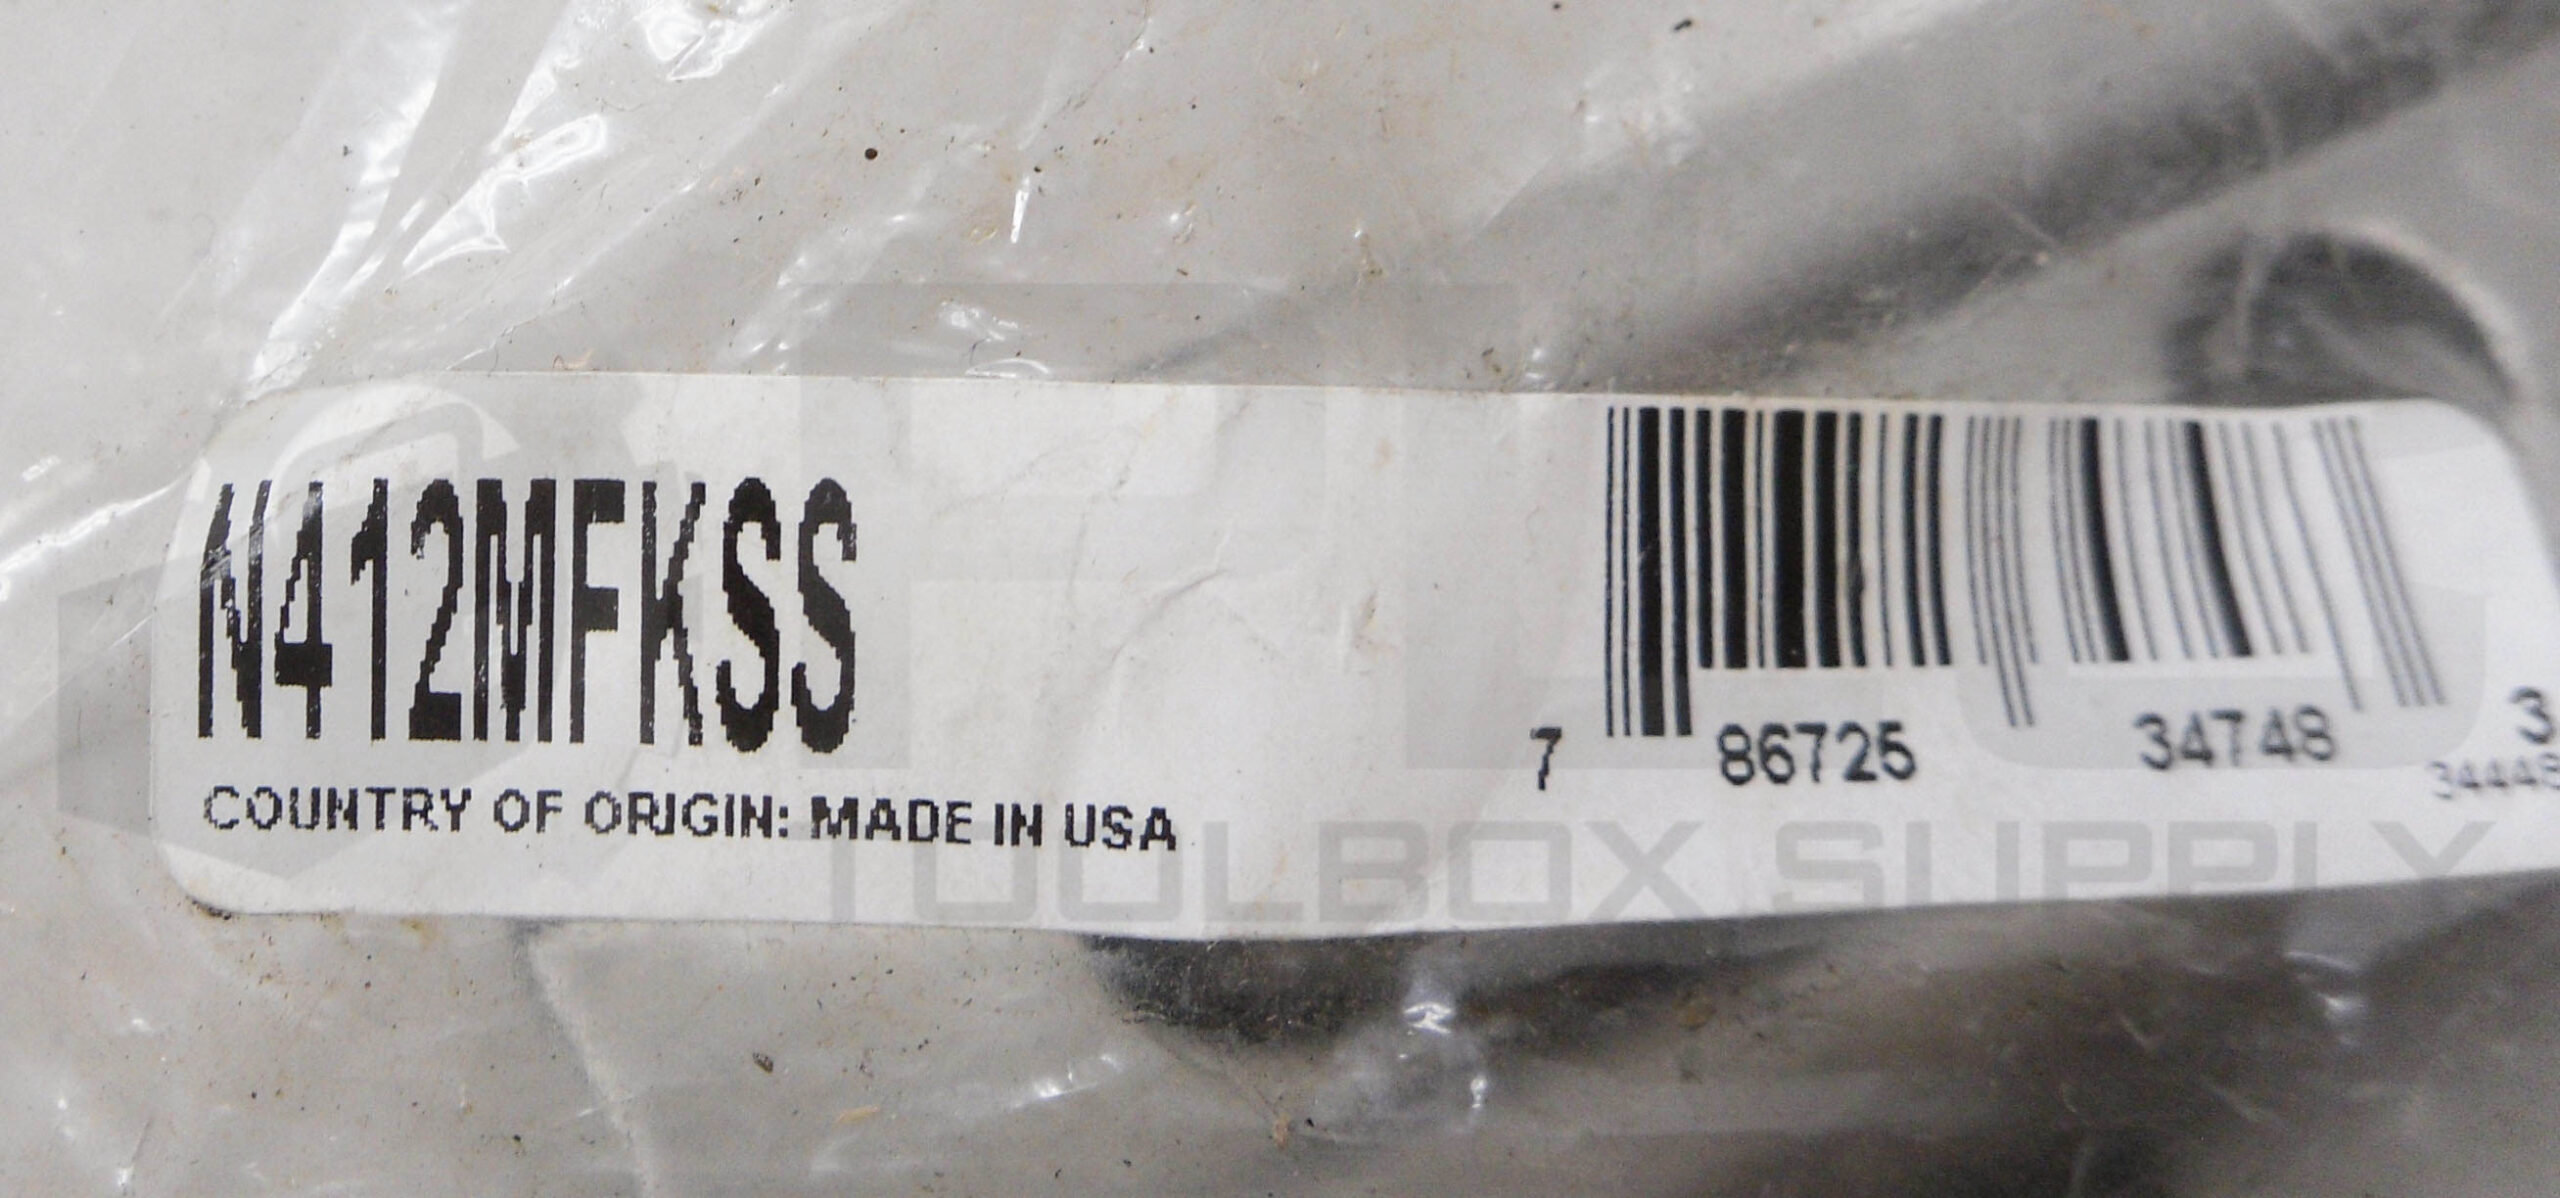 N412MFKSS
COUNTRY OF ORIGIN: MADE IN USA
7 86725 34748 3
TOOLBOX SUPPLY